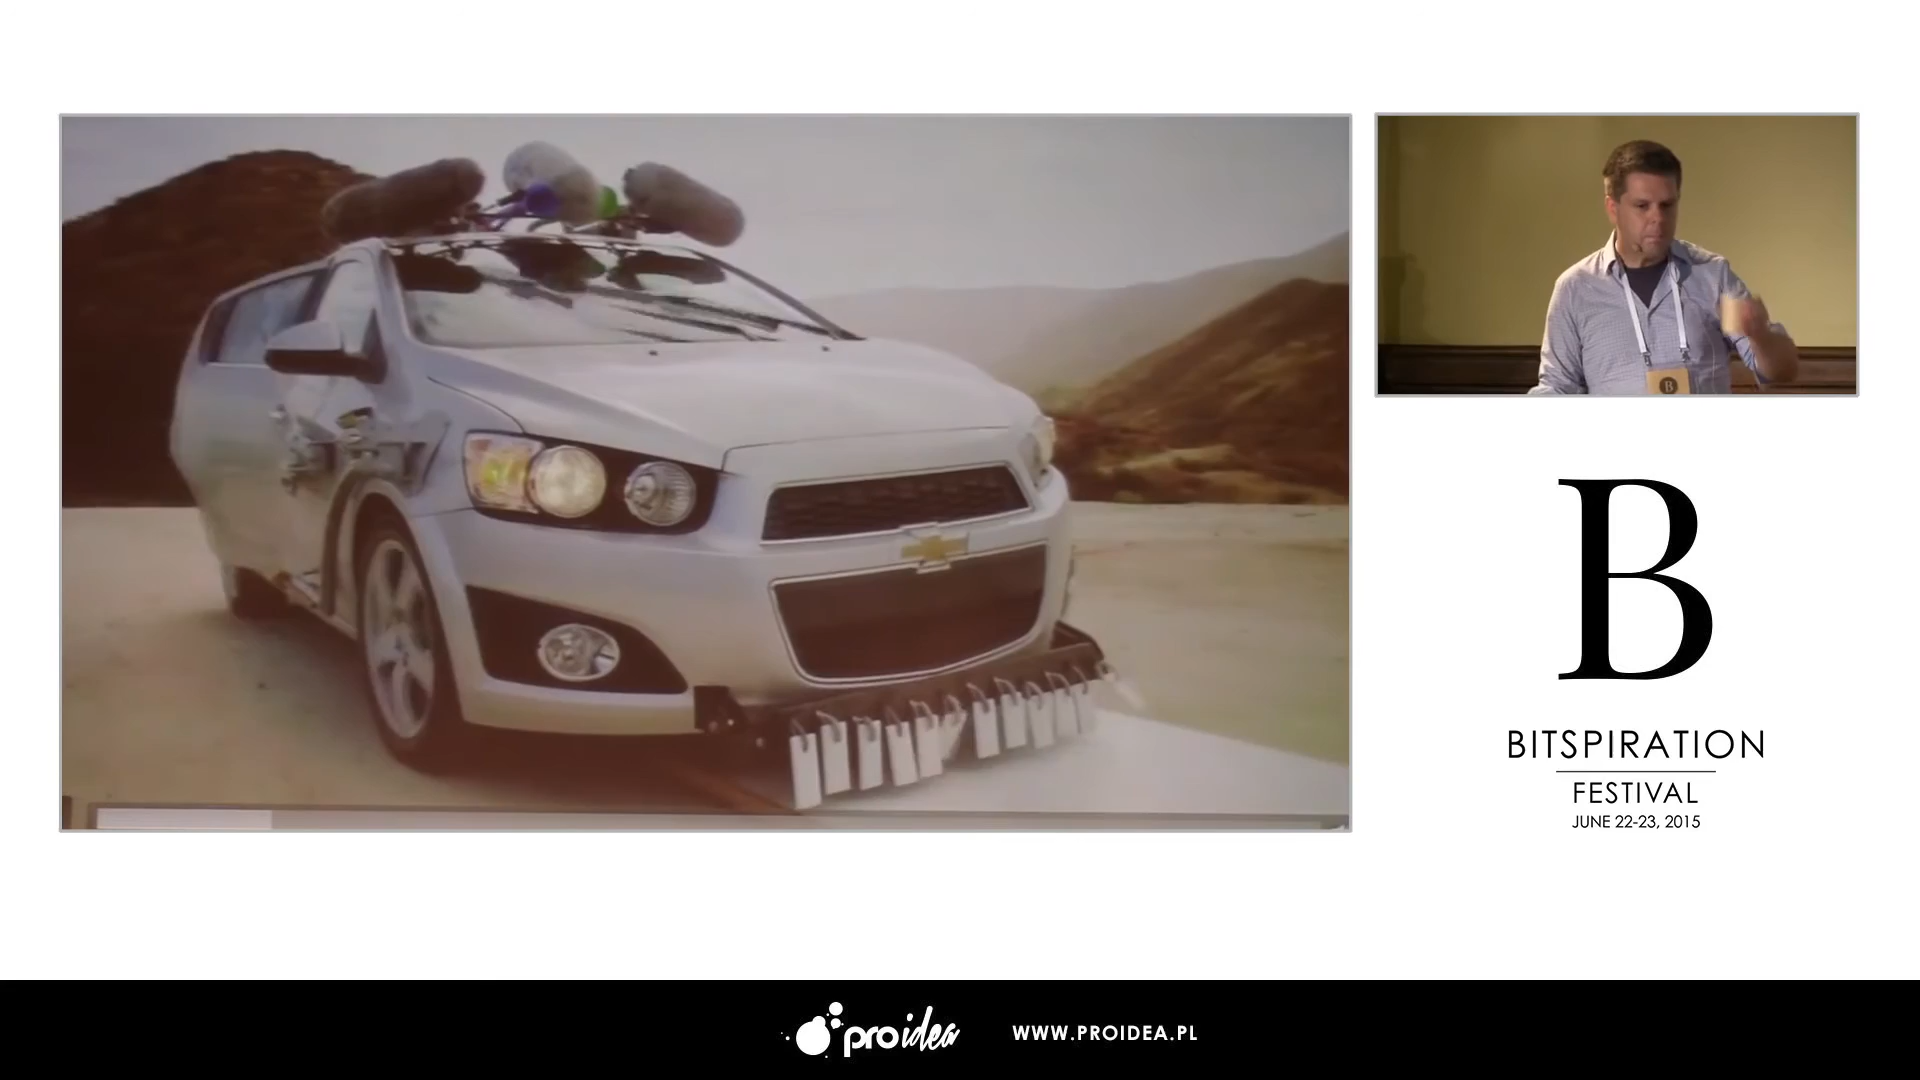 B
B
BITSPIRATION
FESTIVAL
JUNE 22-23, 2015
proidea
WWW.PROIDEA.PL